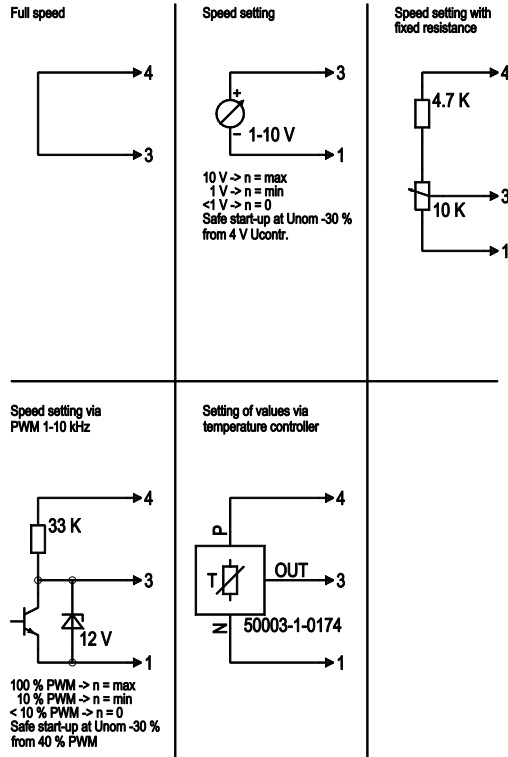 Full speed
4
3
Speed setting
3
+
1-10 V
–
1
10 V -> n = max
1 V -> n = min
<1 V -> n = 0
Safe start-up at Unom -30 %
from 4 V Ucontr.
Speed setting with
fixed resistance
4
4.7 K
3
10 K
1
Speed setting via
PWM 1-10 kHz
4
33 K
3
12 V
1
100 % PWM -> n = max
10 % PWM -> n = min
< 10 % PWM -> n = 0
Safe start-up at Unom -30 %
from 40 % PWM
Setting of values via
temperature controller
4
P
T
OUT
3
N
50003-1-0174
1